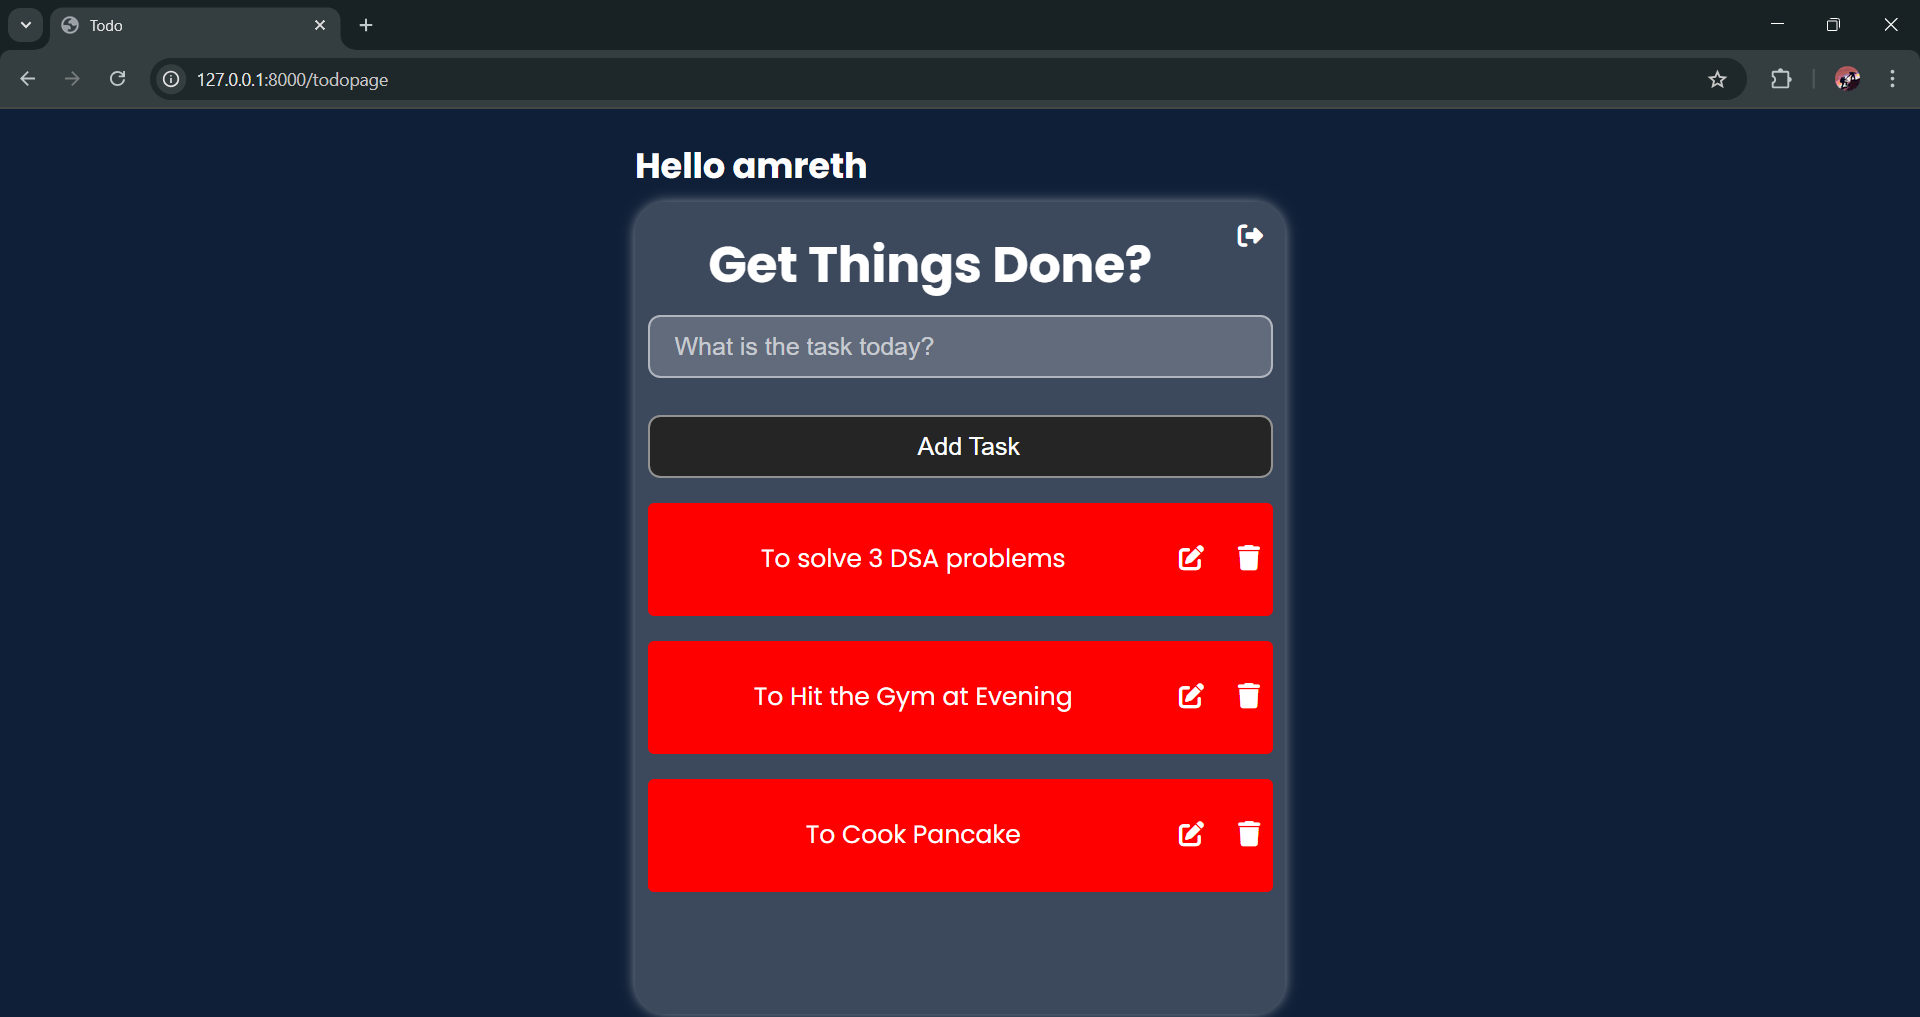 Todo
127.0.0.1:8000/todopage
Hello amreth
Get Things Done?
What is the task today?
Add Task
To solve 3 DSA problems
To Hit the Gym at Evening
To Cook Pancake